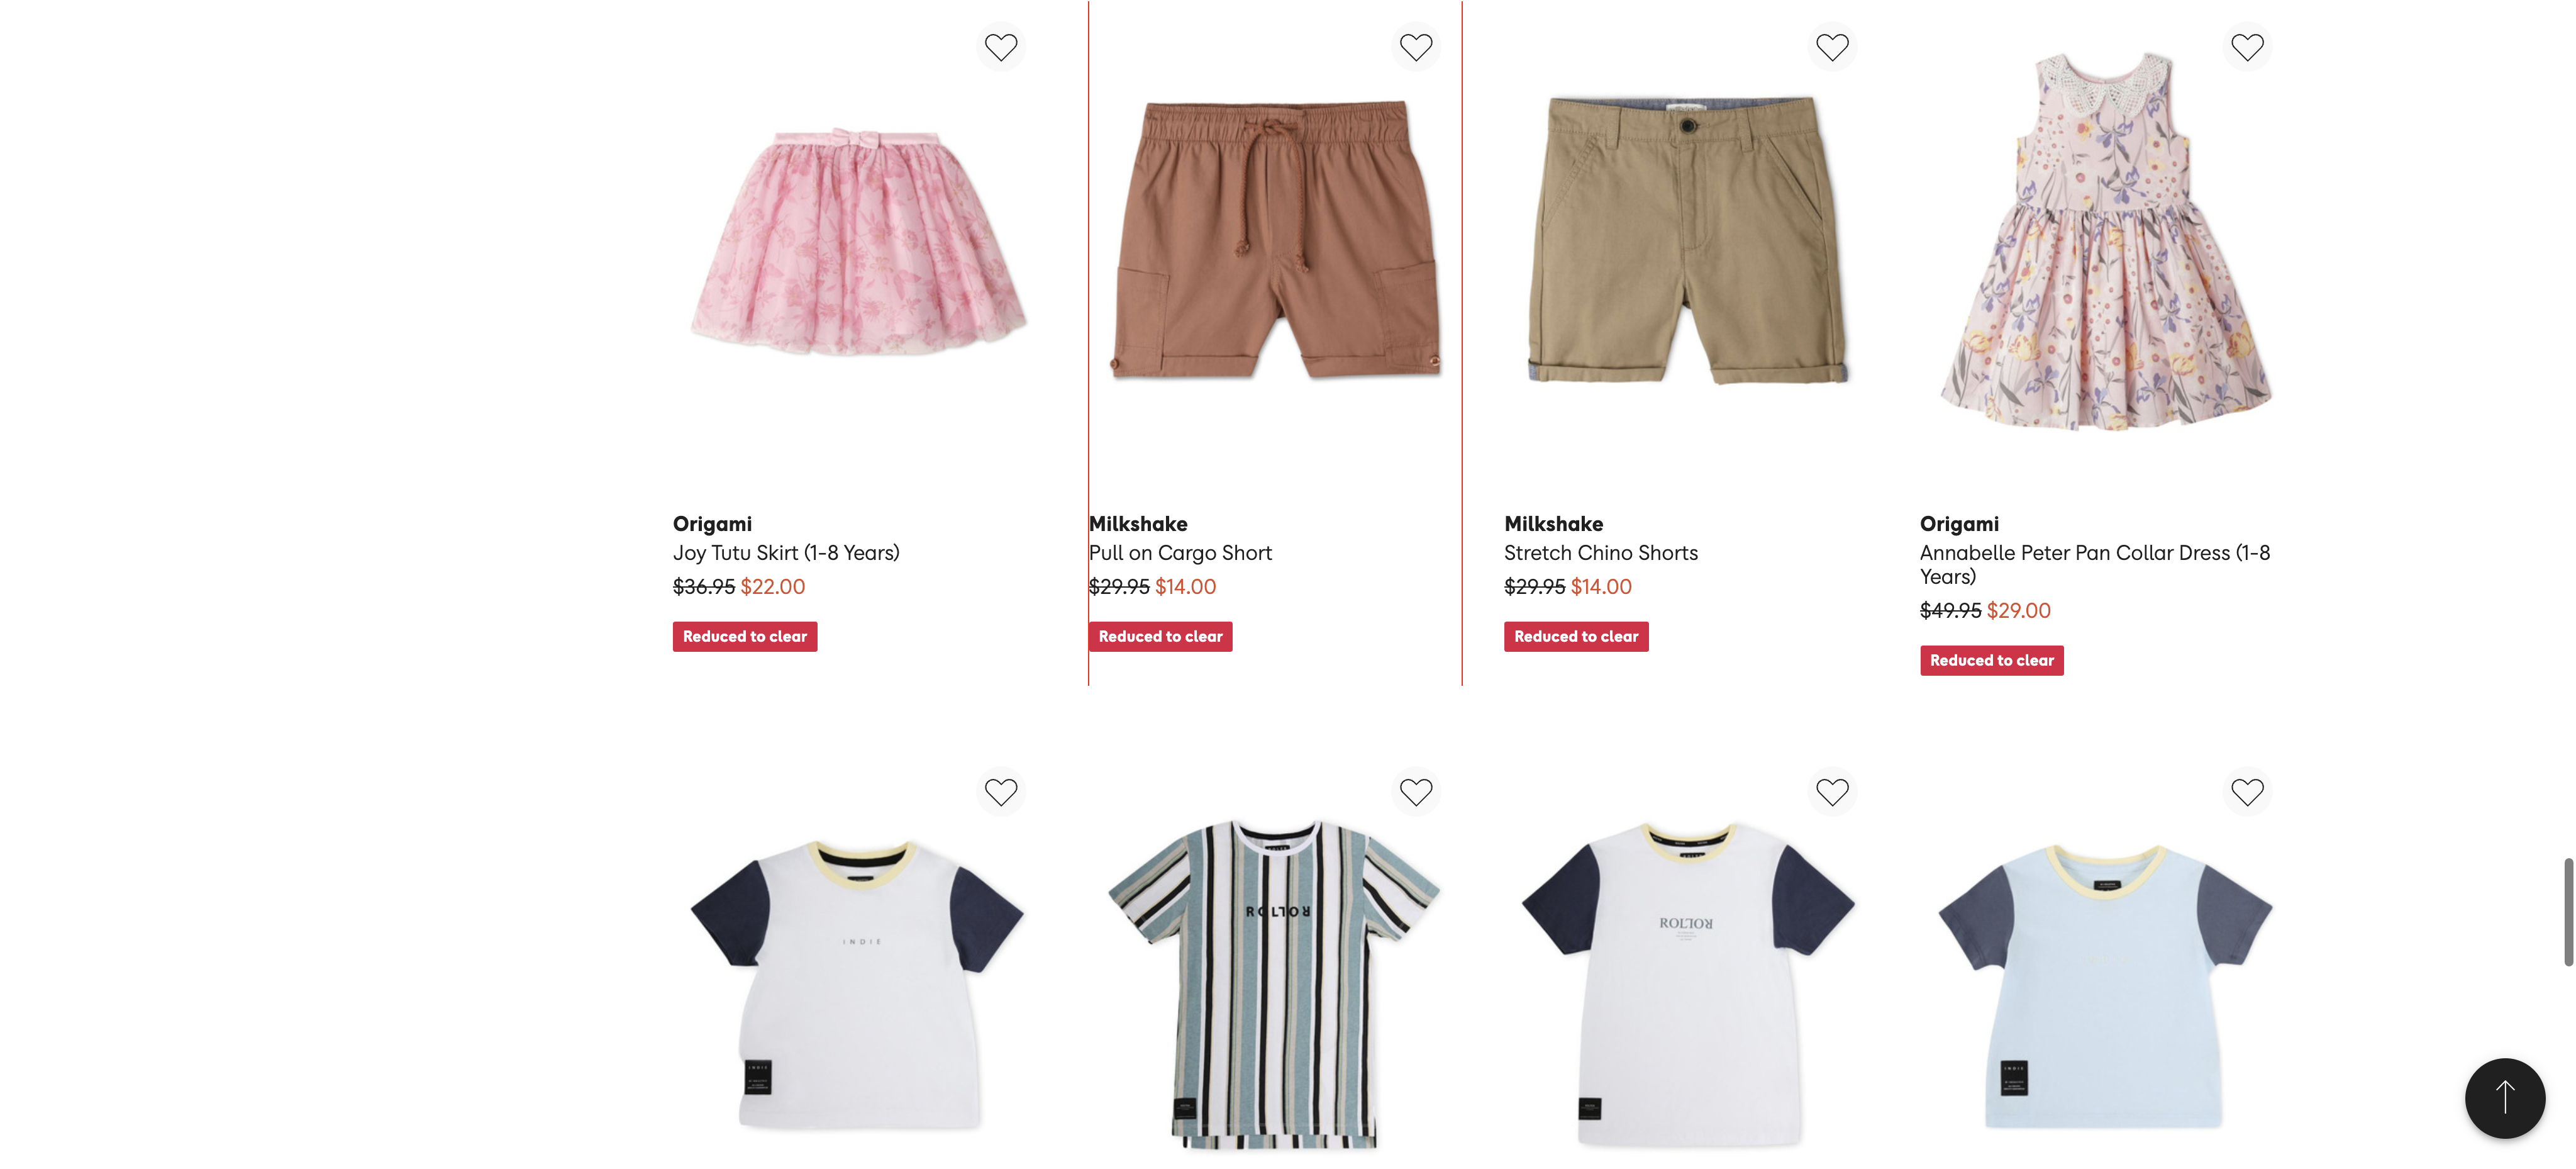 Origami
Joy Tutu Skirt (1-8 Years)
$36.95 $22.00
Reduced to clear
Milkshake
Pull on Cargo Short
$29.95 $14.00
Reduced to clear
Milkshake
Stretch Chino Shorts
$29.95 $14.00
Reduced to clear
Origami
Annabelle Peter Pan Collar Dress (1-8
Years)
$49.95 $29.00
Reduced to clear
INDIE
INDIE
INDIE